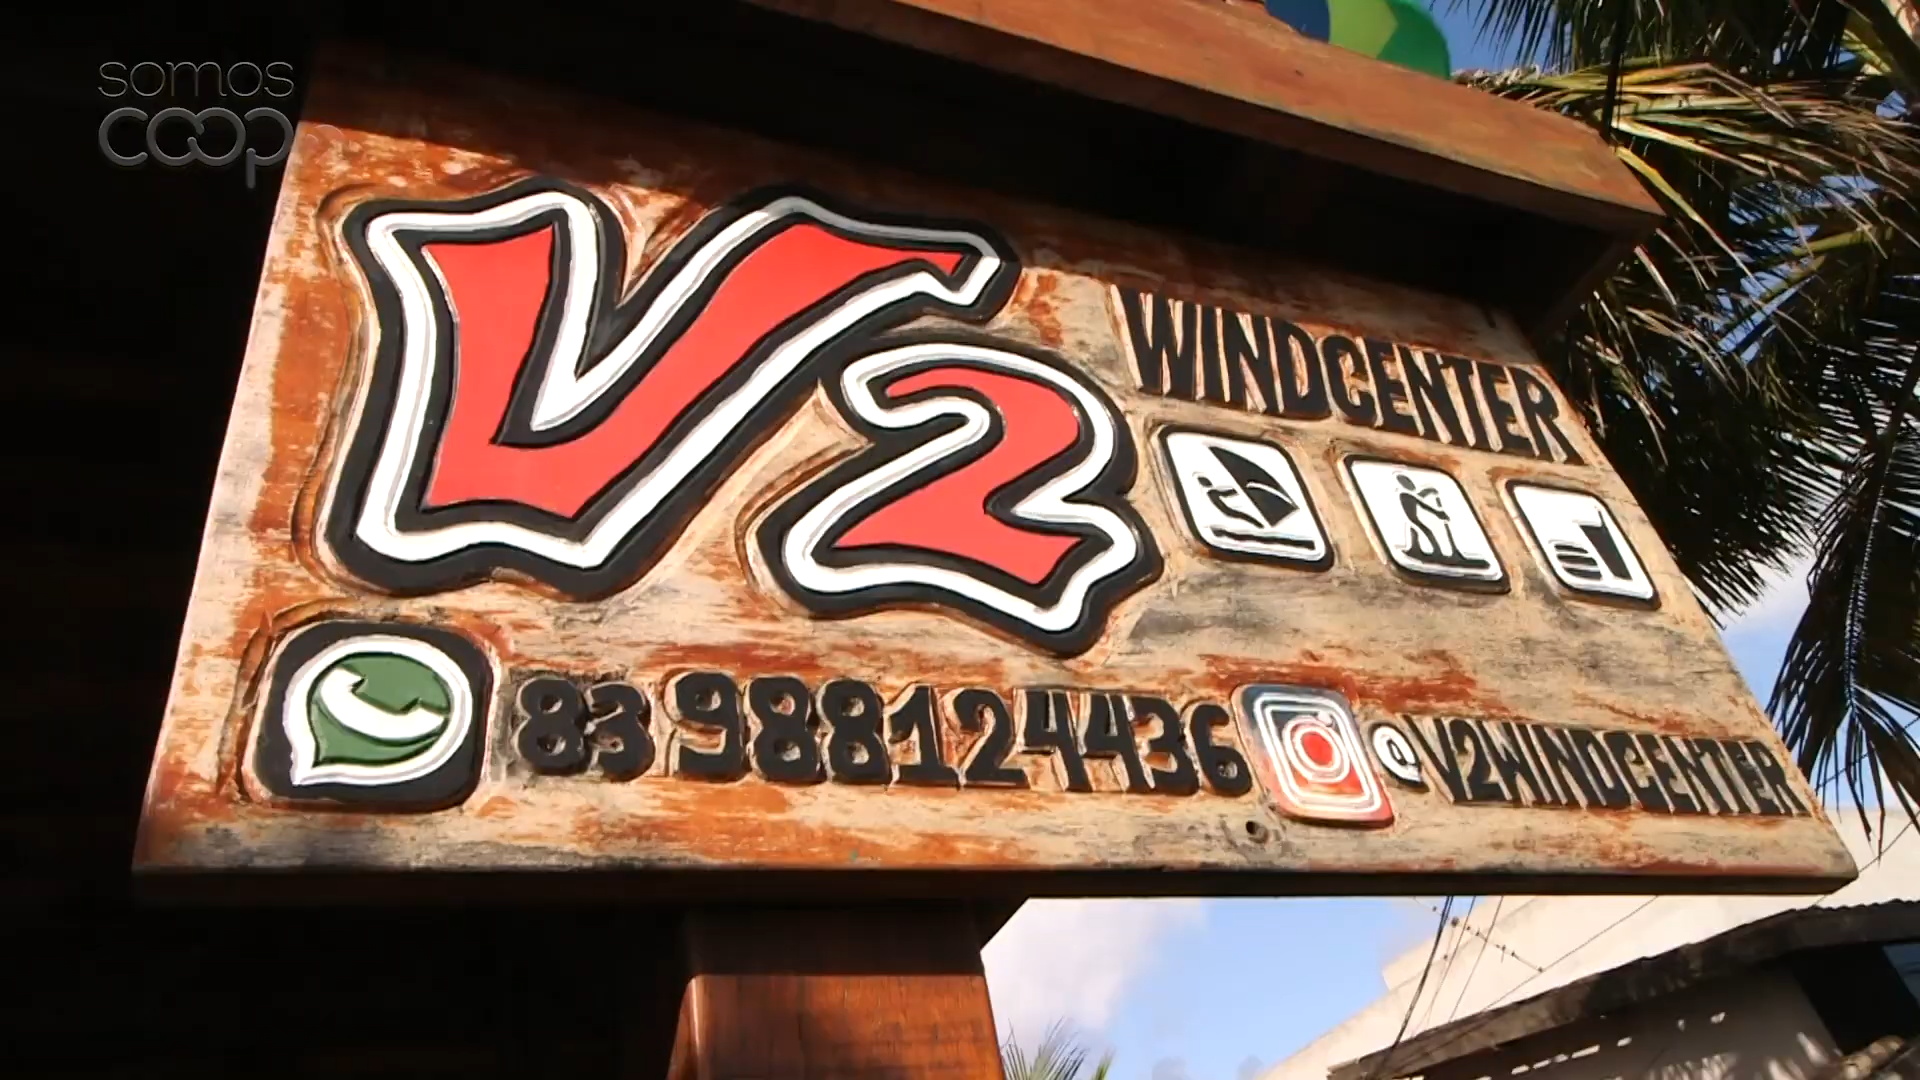 somos
coop
V2
WINDCENTER
83 988124436
@V2WINDCENTER